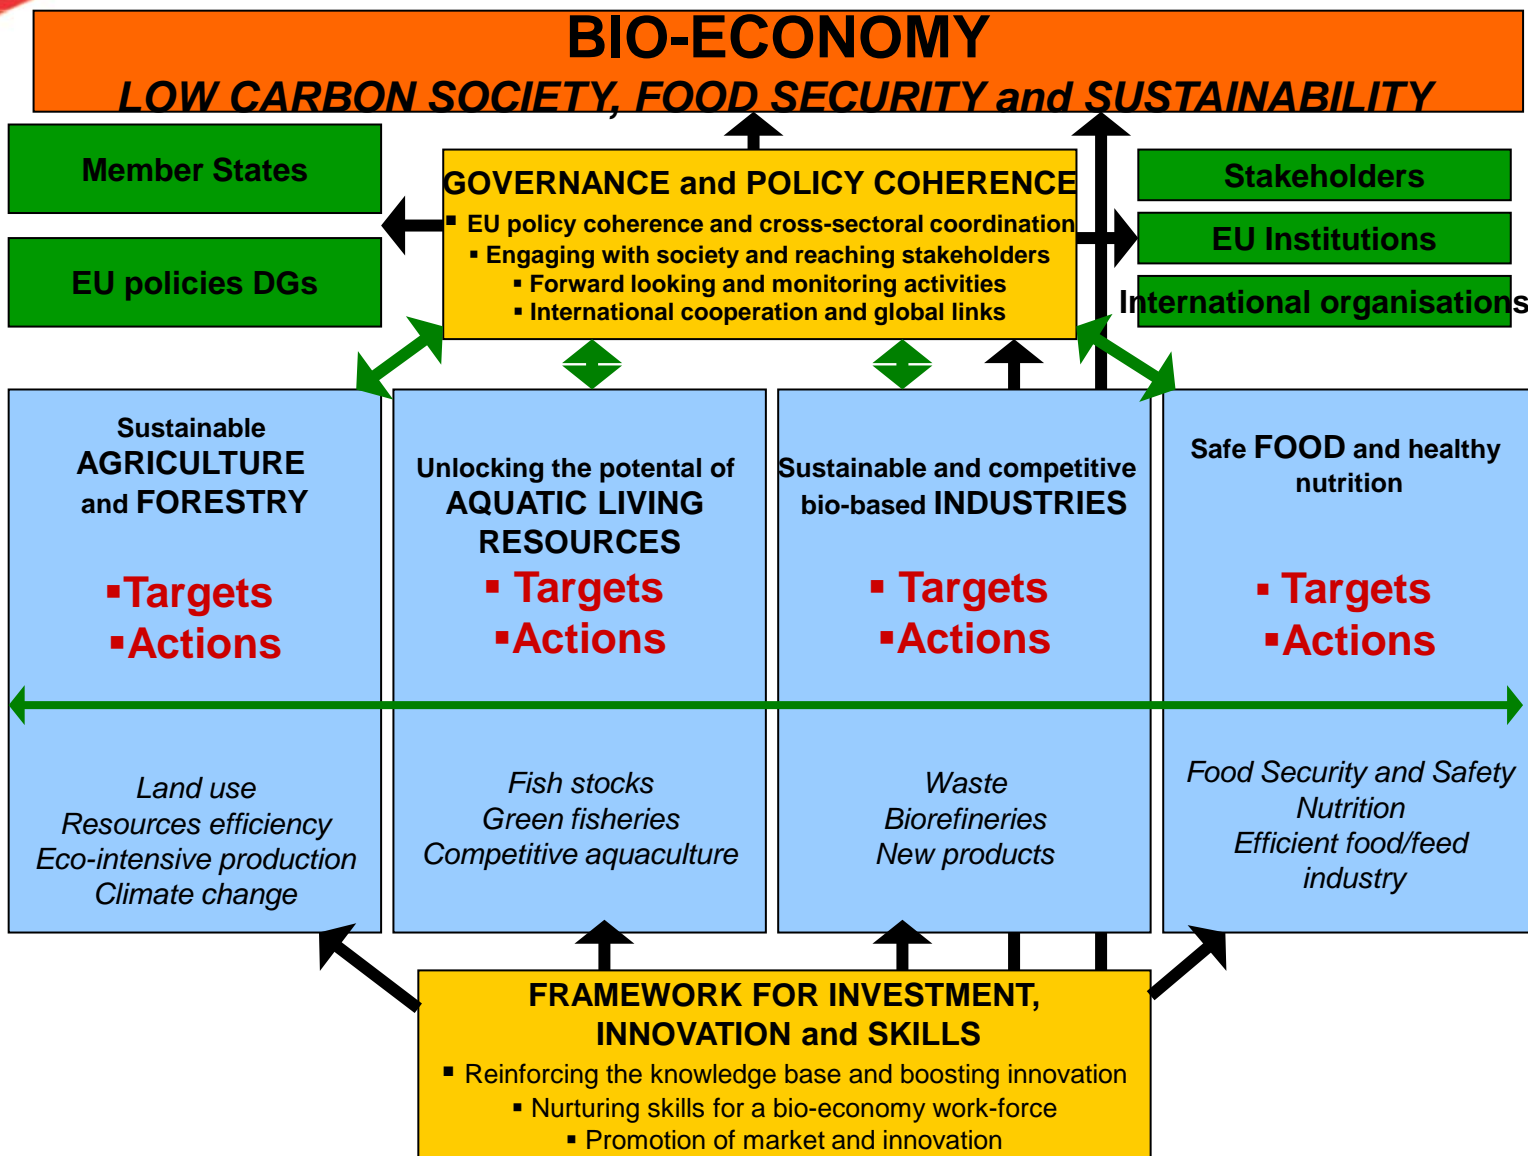 BIO-ECONOMY
LOW CARBON SOCIETY, FOOD SECURITY and SUSTAINABILITY
Member States
EU policies DGs
GOVERNANCE and POLICY COHERENCE
▪ EU policy coherence and cross-sectoral coordination
▪ Engaging with society and reaching stakeholders
▪ Forward looking and monitoring activities
▪ International cooperation and global links
Stakeholders
EU Institutions
International organisations
Sustainable
AGRICULTURE
and FORESTRY
▪Targets
▪Actions
Land use
Resources efficiency
Eco-intensive production
Climate change
Unlocking the potental of
AQUATIC LIVING
RESOURCES
▪ Targets
▪Actions
Fish stocks
Green fisheries
Competitive aquaculture
Sustainable and competitive
bio-based INDUSTRIES
▪ Targets
▪Actions
Waste
Biorefineries
New products
Safe FOOD and healthy
nutrition
▪ Targets
▪Actions
Food Security and Safety
Nutrition
Efficient food/feed
industry
FRAMEWORK FOR INVESTMENT,
INNOVATION and SKILLS
▪ Reinforcing the knowledge base and boosting innovation
▪ Nurturing skills for a bio-economy work-force
▪ Promotion of market and innovation